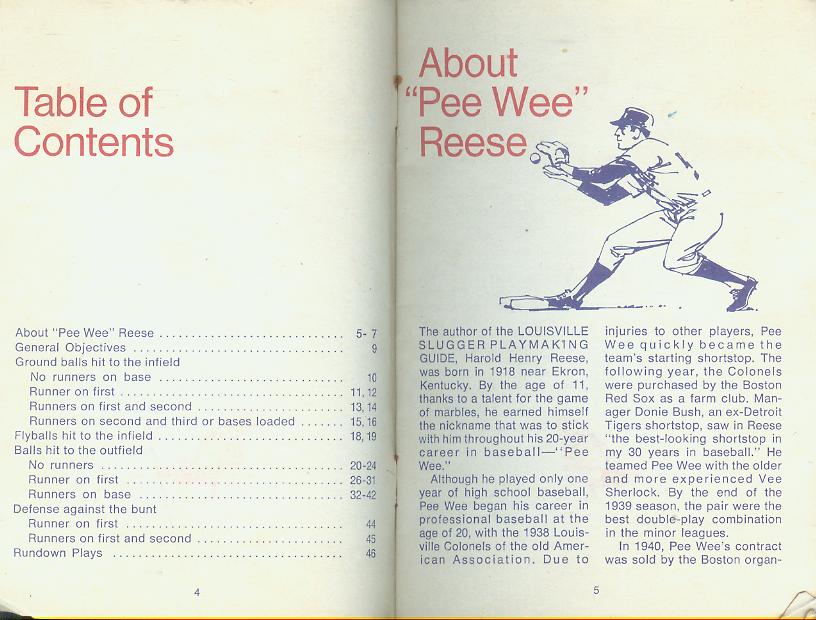 Table of
Contents
About "Pee Wee" Reese ............................ 5- 7
General Objectives ................................ 9
Ground balls hit to the infield
No runners on base ............................. 10
Runner on first ................................... 11, 12
Runners on first and second ....................... 13, 14
Runners on second and third or bases loaded ....... 15, 16
Flyballs hit to the infield ............................ 18, 19
Balls hit to the outfield
No runners ..................................... 20-24
Runner on first ................................... 26-31
Runners on base ............................... 32-42
Defense against the bunt
Runner on first ................................. 44
Runners on first and second ....................... 45
Rundown Plays ................................... 46
4
About
"Pee Wee"
Reese
The author of the LOUISVILLE
SLUGGER PLAYMAKING
GUIDE, Harold Henry Reese,
was born in 1918 near Ekron,
Kentucky. By the age of 11,
thanks to a talent for the game
of marbles, he earned himself
the nickname that was to stick
with him throughout his 20-year
career in baseball—"Pee
Wee."
Although he played only one
year of high school baseball,
Pee Wee began his career in
professional baseball at the
age of 20, with the 1938 Louis-
ville Colonels of the old Amer-
ican Association. Due to
injuries to other players, Pee
Wee quickly became the
team's starting shortstop. The
following year, the Colonels
were purchased by the Boston
Red Sox as a farm club. Man-
ager Donie Bush, an ex-Detroit
Tigers shortstop, saw in Reese
"the best-looking shortstop in
my 30 years in baseball." He
teamed Pee Wee with the older
and more experienced Vee
Sherlock. By the end of the
1939 season, the pair were the
best double-play combination
in the minor leagues.
In 1940, Pee Wee's contract
was sold by the Boston organ-
5